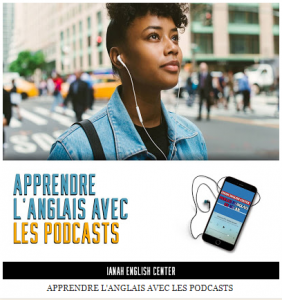 APPRENDRE
L'ANGLAIS AVEC
LES PODCASTS
IANAH ENGLISH CENTER
APPRENDRE L'ANGLAIS AVEC LES PODCASTS